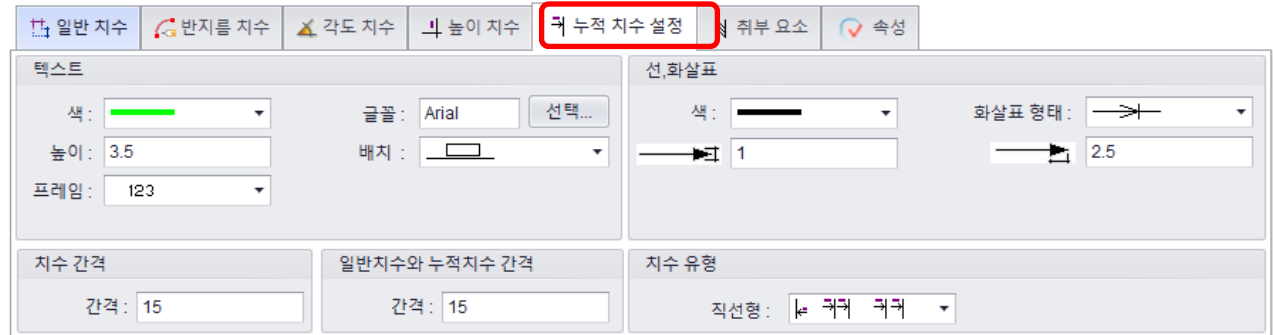 일반 치수 반지름 치수 각도 치수 높이 치수 누적 치수 설정 취부 요소 속성
텍스트
색 :
글꼴 : Arial 선택...
높이 : 3.5
배치 :
프레임 : 123
선,화살표
색 :
화살표 형태 :
1
2.5
치수 간격
간격 : 15
일반치수와 누적치수 간격
간격 : 15
치수 유형
직선형 :